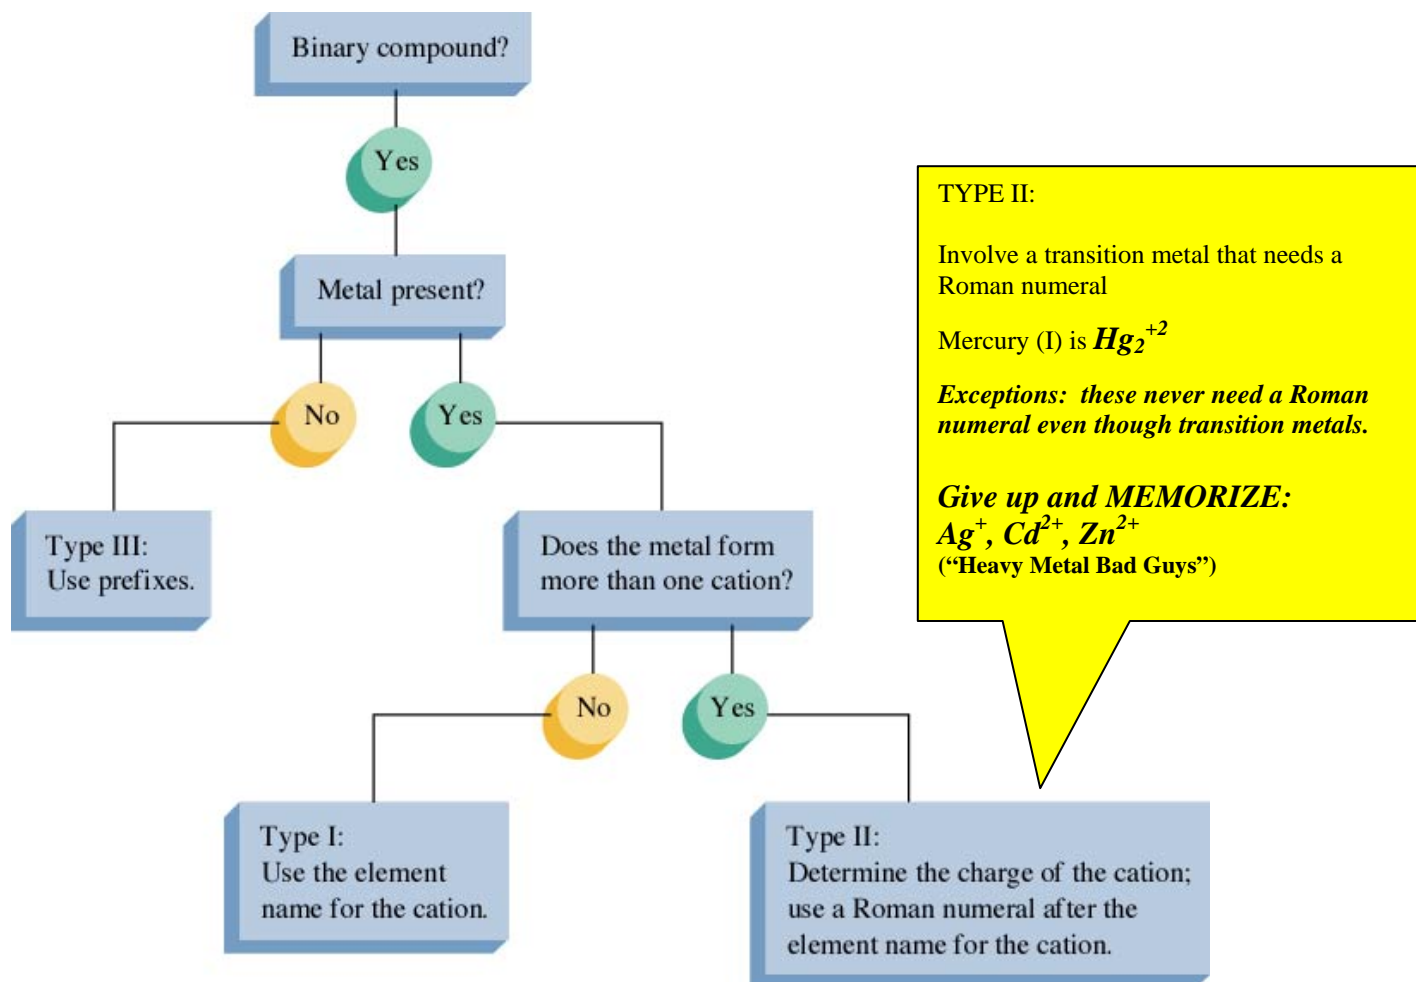 Binary compound?
Yes
Metal present?
No
Yes
Type III:
Use prefixes.
Does the metal form
more than one cation?
No
Yes
Type I:
Use the element
name for the cation.
Type II:
Determine the charge of the cation;
use a Roman numeral after the
element name for the cation.
TYPE II:
Involve a transition metal that needs a
Roman numeral
Mercury (I) is Hg₂⁺²
Exceptions: these never need a Roman
numeral even though transition metals.
Give up and MEMORIZE:
Ag⁺, Cd²⁺, Zn²⁺
(“Heavy Metal Bad Guys”)